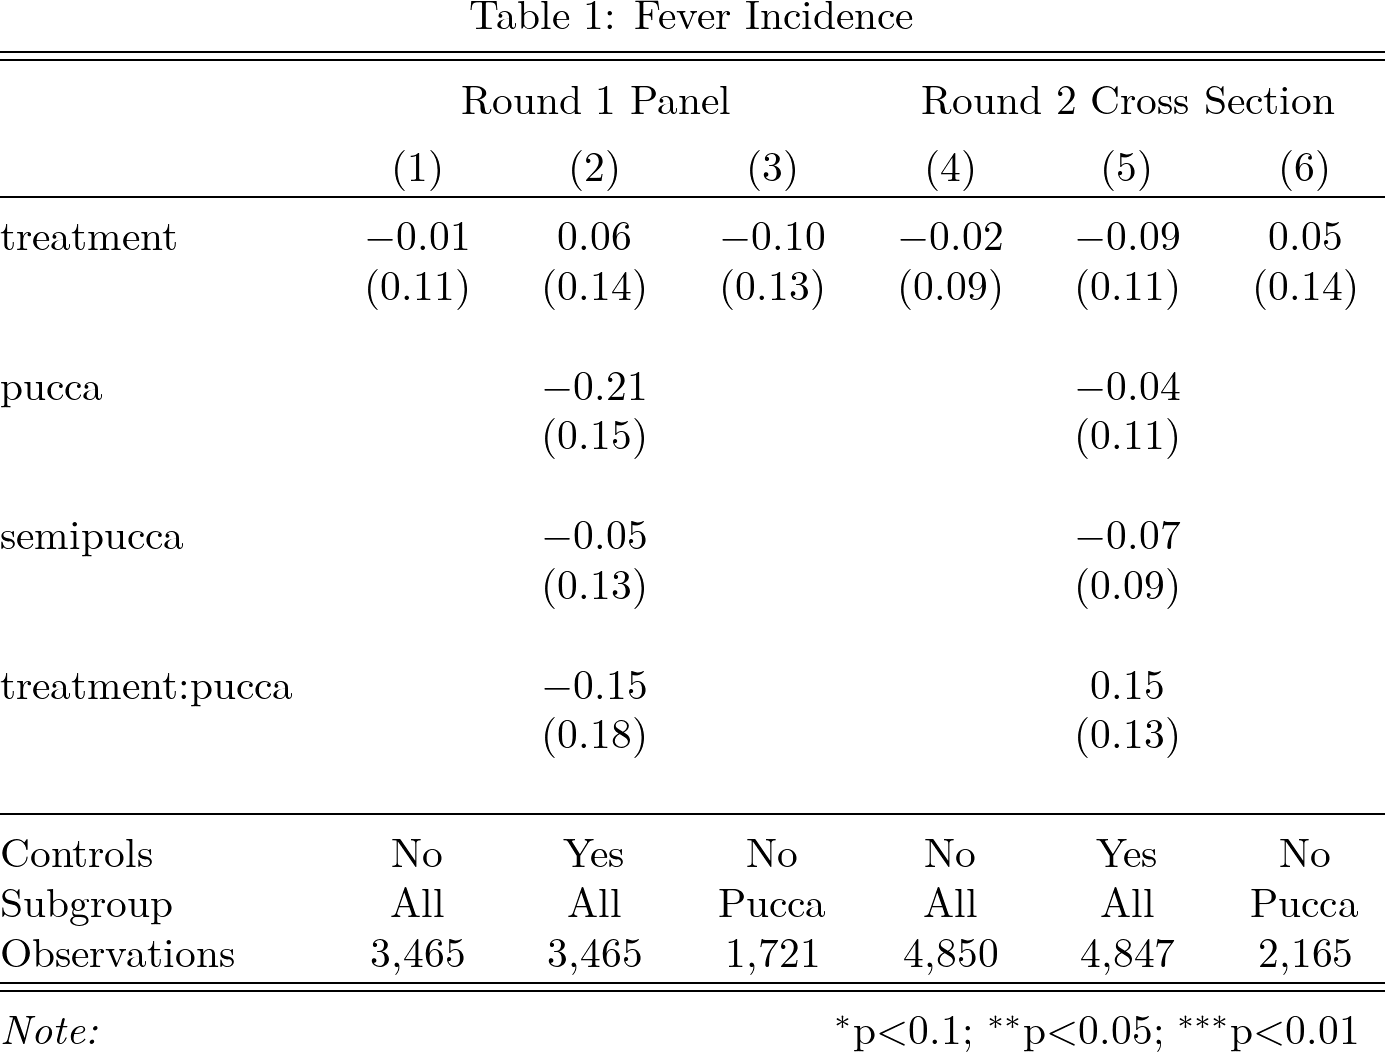 Table 1: Fever Incidence
Round 1 Panel Round 2 Cross Section
(1) (2) (3) (4) (5) (6)
treatment −0.01 0.06 −0.10 −0.02 −0.09 0.05
(0.11) (0.14) (0.13) (0.09) (0.11) (0.14)
pucca −0.21 −0.04
(0.15) (0.11)
semipucca −0.05 −0.07
(0.13) (0.09)
treatment:pucca −0.15 0.15
(0.18) (0.13)
Controls No Yes No No Yes No
Subgroup All All Pucca All All Pucca
Observations 3,465 3,465 1,721 4,850 4,847 2,165
Note: *p<0.1; **p<0.05; ***p<0.01